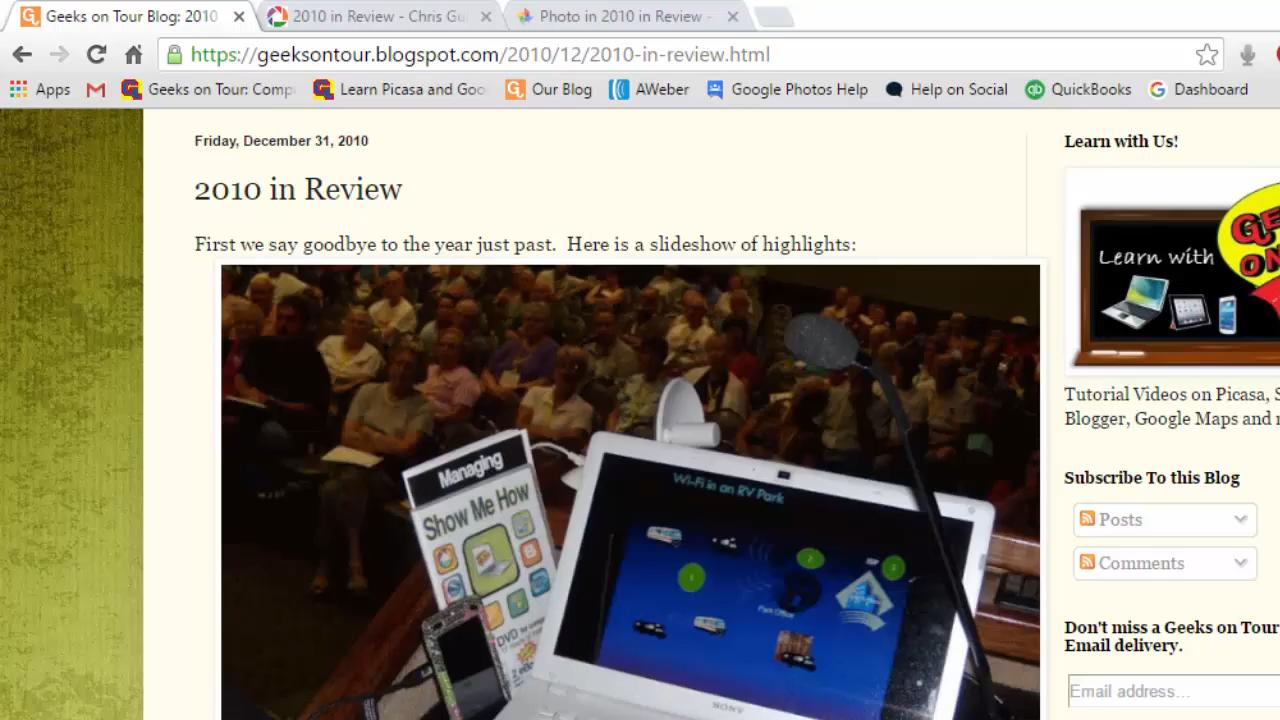 Geeks on Tour Blog: 2010
2010 in Review - Chris Gu
Photo in 2010 in Review -
https://geeksontour.blogspot.com/2010/12/2010-in-review.html
Apps
Geeks on Tour: Comp
Learn Picasa and Goo
Our Blog
AWeber
Google Photos Help
Help on Social
QuickBooks
Dashboard
Friday, December 31, 2010
2010 in Review
First we say goodbye to the year just past. Here is a slideshow of highlights:
Managing
Show Me How
DVD
Wi-Fi in an RV Park
Park Office
SONY
Learn with Us!
Learn with
Tutorial Videos on Picasa, S
Blogger, Google Maps and
Subscribe To this Blog
Posts
Comments
Don't miss a Geeks on Tour
Email delivery.
Email address...